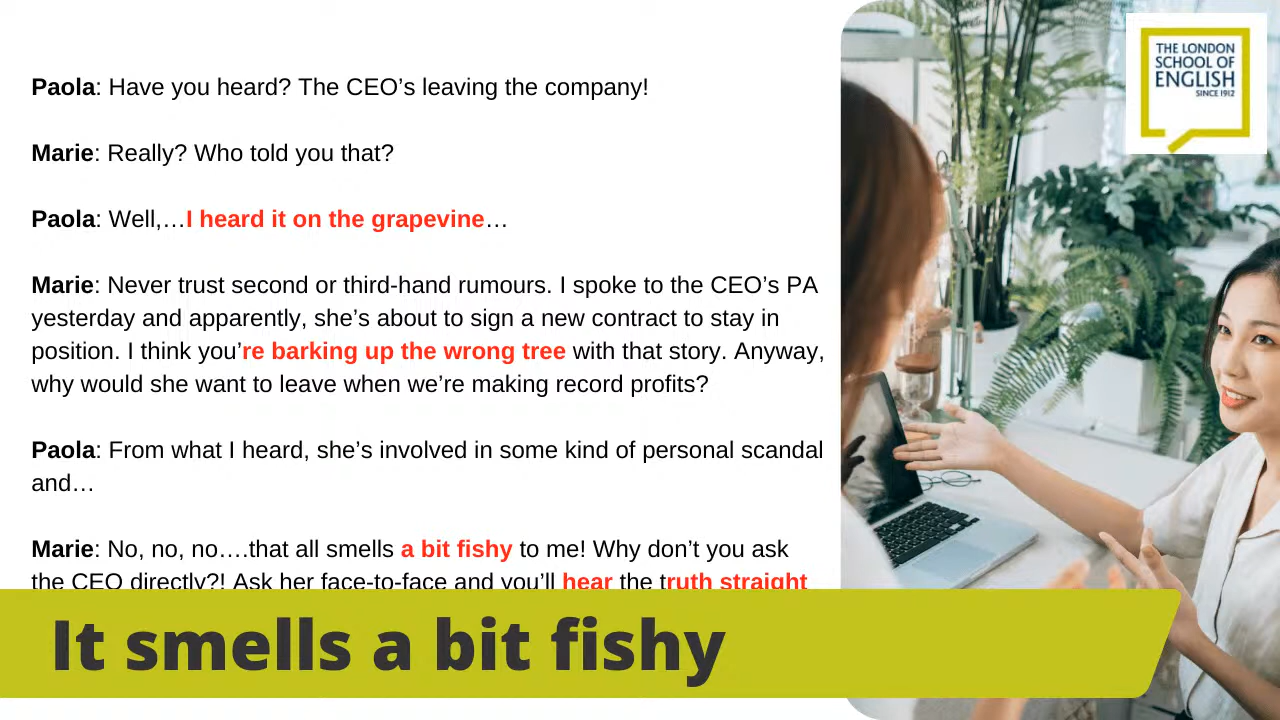 Paola: Have you heard? The CEO’s leaving the company!
Marie: Really? Who told you that?
Paola: Well,…I heard it on the grapevine…
Marie: Never trust second or third-hand rumours. I spoke to the CEO’s PA
yesterday and apparently, she’s about to sign a new contract to stay in
position. I think you’re barking up the wrong tree with that story. Anyway,
why would she want to leave when we’re making record profits?
Paola: From what I heard, she’s involved in some kind of personal scandal
and…
Marie: No, no, no….that all smells a bit fishy to me! Why don’t you ask
the CEO directly?! Ask her face-to-face and you’ll hear the truth straight
It smells a bit fishy
THE LONDON
SCHOOL OF
ENGLISH
SINCE 1912